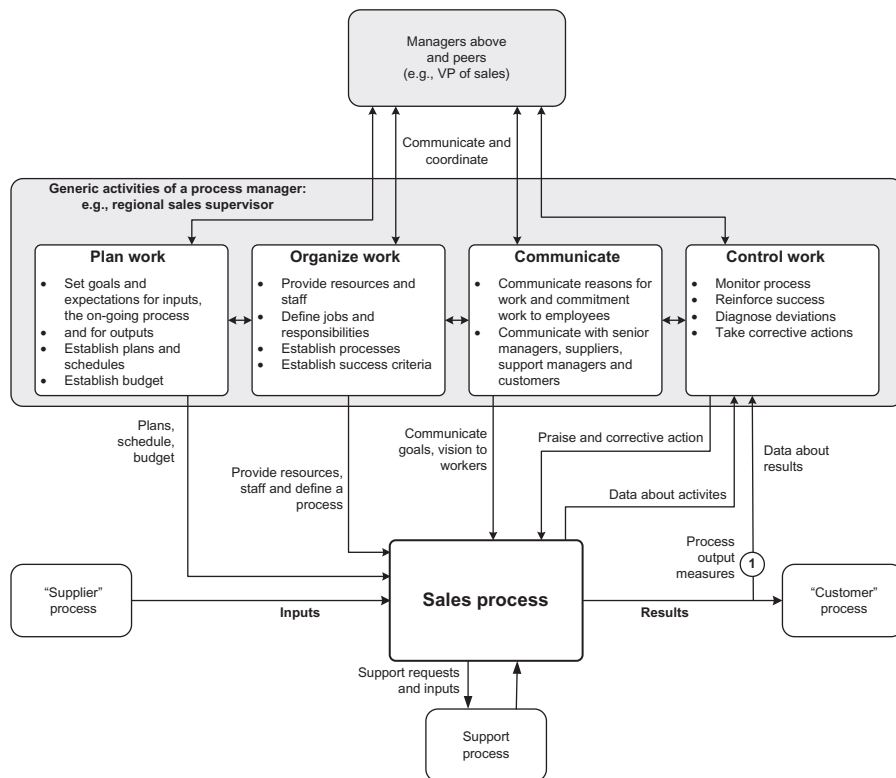 Managers above
and peers
(e.g., VP of sales)
Communicate and
coordinate
Generic activities of a process manager:
e.g., regional sales supervisor
Plan work
• Set goals and
expectations for inputs,
the on-going process
• and for outputs
• Establish plans and
schedules
• Establish budget
Organize work
• Provide resources and
staff
• Define jobs and
responsibilities
• Establish processes
• Establish success criteria
Communicate
• Communicate reasons for
work and commitment
work to employees
• Communicate with senior
managers, suppliers,
support managers and
customers
Control work
• Monitor process
• Reinforce success
• Diagnose deviations
• Take corrective actions
Plans,
schedule,
budget
Provide resources,
staff and define a
process
Communicate
goals, vision to
workers
Praise and corrective action
Data about
results
Data about activites
Process
output
measures
1
“Supplier”
process
Inputs
Sales process
Results
“Customer”
process
Support requests
and inputs
Support
process